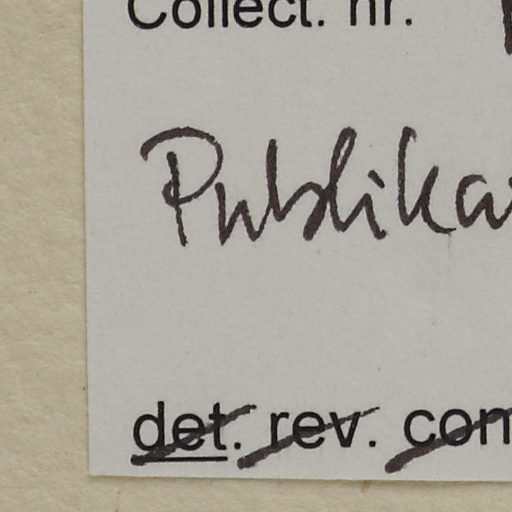 Collect. nr.
Publika
det. rev. con